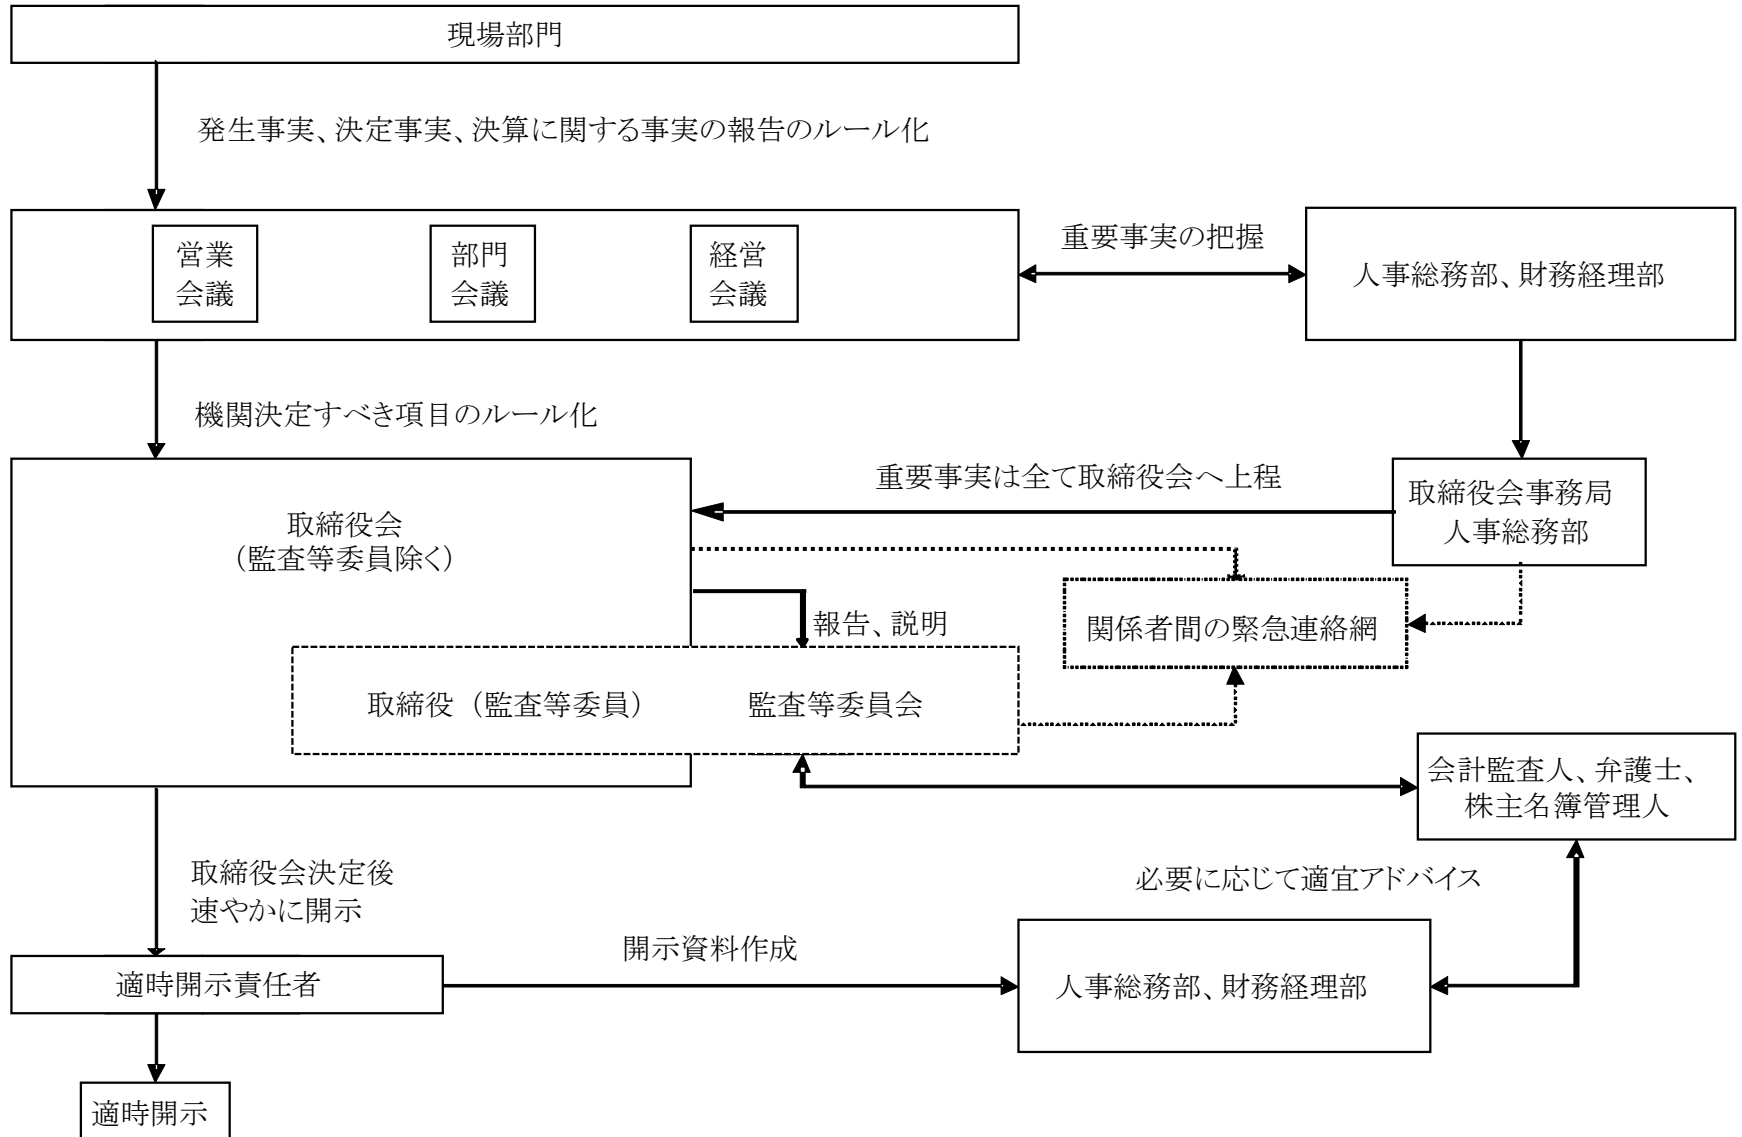 現場部門
発生事実、決定事実、決算に関する事実の報告のルール化
営業
会議
部門
会議
経営
会議
重要事実の把握
人事総務部、財務経理部
機関決定すべき項目のルール化
重要事実は全て取締役会へ上程
取締役会事務局
人事総務部
取締役会
(監査等委員除く)
報告、説明
関係者間の緊急連絡網
取締役（監査等委員）
監査等委員会
会計監査人、弁護士、
株主名簿管理人
取締役会決定後
速やかに開示
必要に応じて適宜アドバイス
開示資料作成
適時開示責任者
人事総務部、財務経理部
適時開示